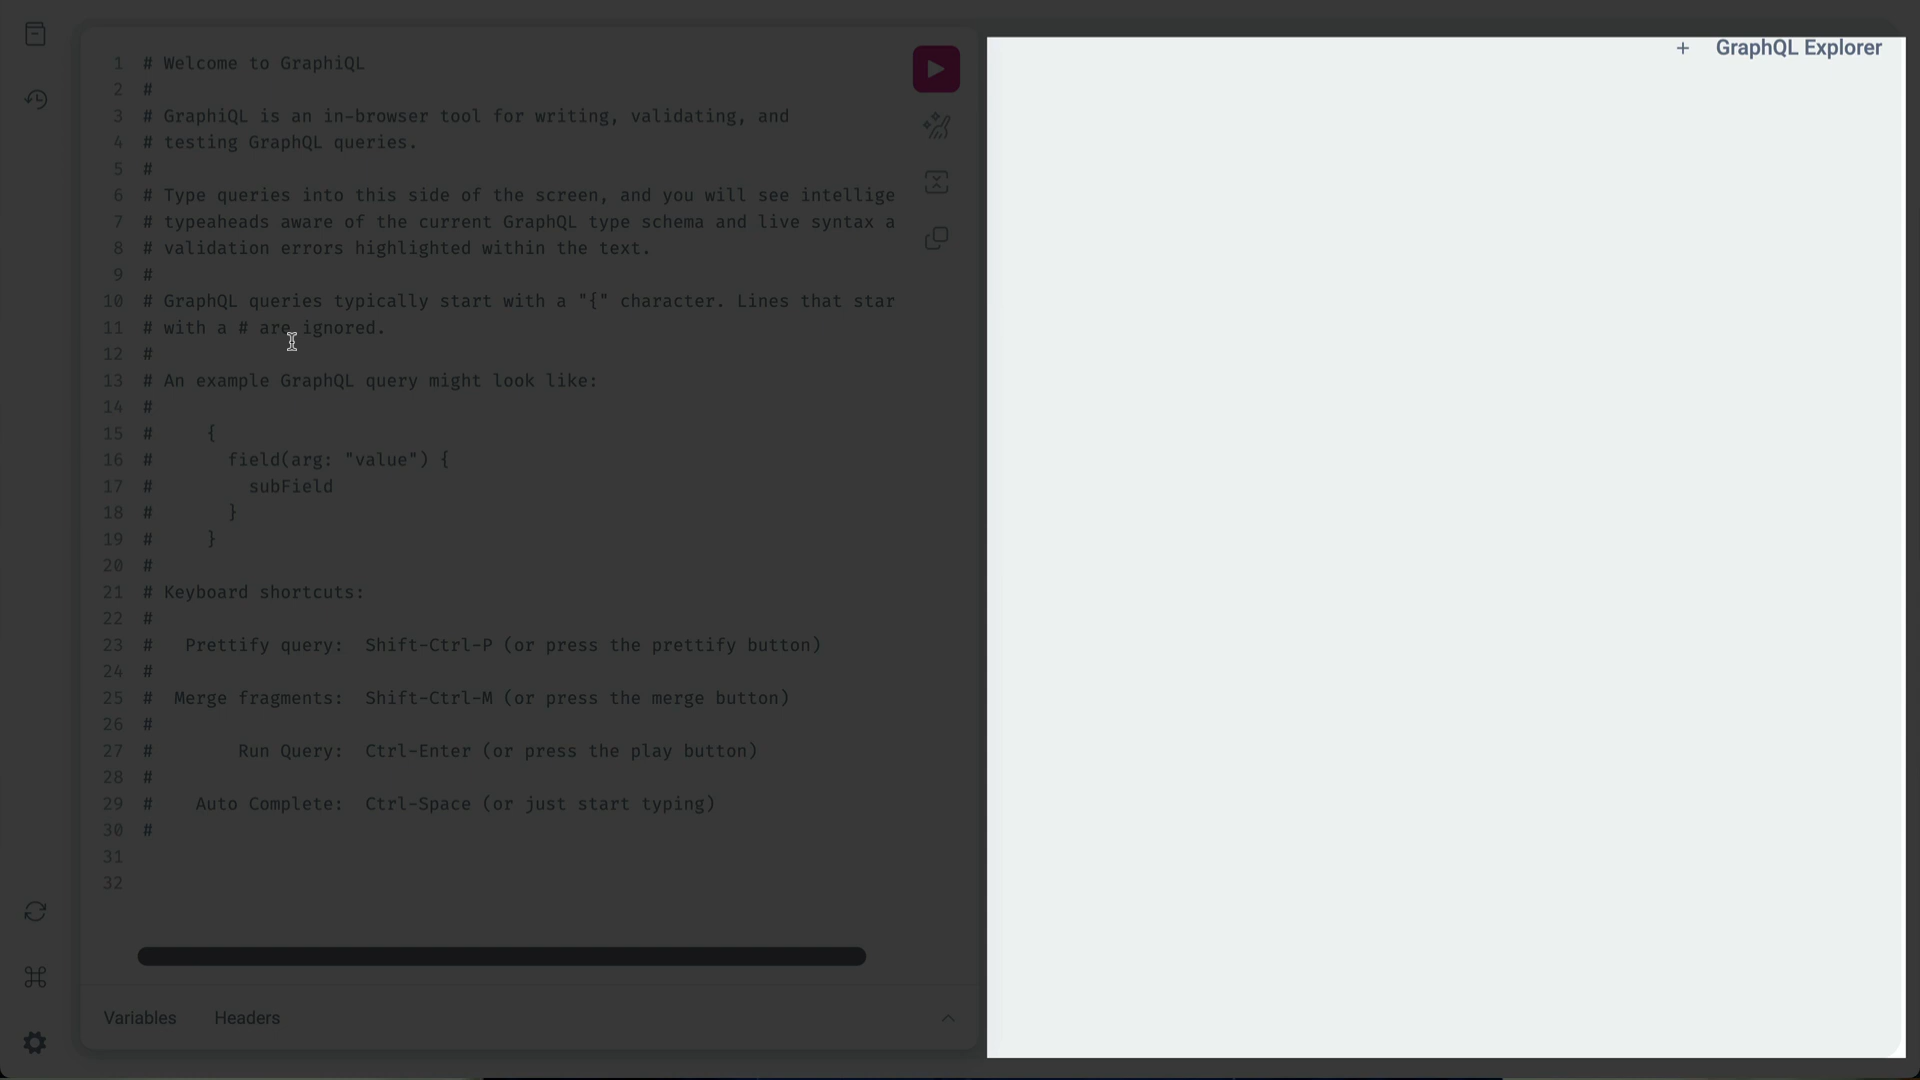 + GraphQL Explorer
1 # Welcome to GraphiQL
2 #
3 # GraphiQL is an in-browser tool for writing, validating, and
4 # testing GraphQL queries.
5 #
6 # Type queries into this side of the screen, and you will see intellige
7 # typeaheads aware of the current GraphQL type schema and live syntax a
8 # validation errors highlighted within the text.
9 #
10 # GraphQL queries typically start with a "{" character. Lines that star
11 # with a # are ignored.
12 #
13 # An example GraphQL query might look like:
14 #
15 #     {
16 #       field(arg: "value") {
17 #         subField
18 #       }
19 #     }
20 #
21 # Keyboard shortcuts:
22 #
23 #   Prettify query:  Shift-Ctrl-P (or press the prettify button)
24 #
25 #  Merge fragments:  Shift-Ctrl-M (or press the merge button)
26 #
27 #        Run Query:  Ctrl-Enter (or press the play button)
28 #
29 #    Auto Complete:  Ctrl-Space (or just start typing)
30 #
31
32
Variables Headers